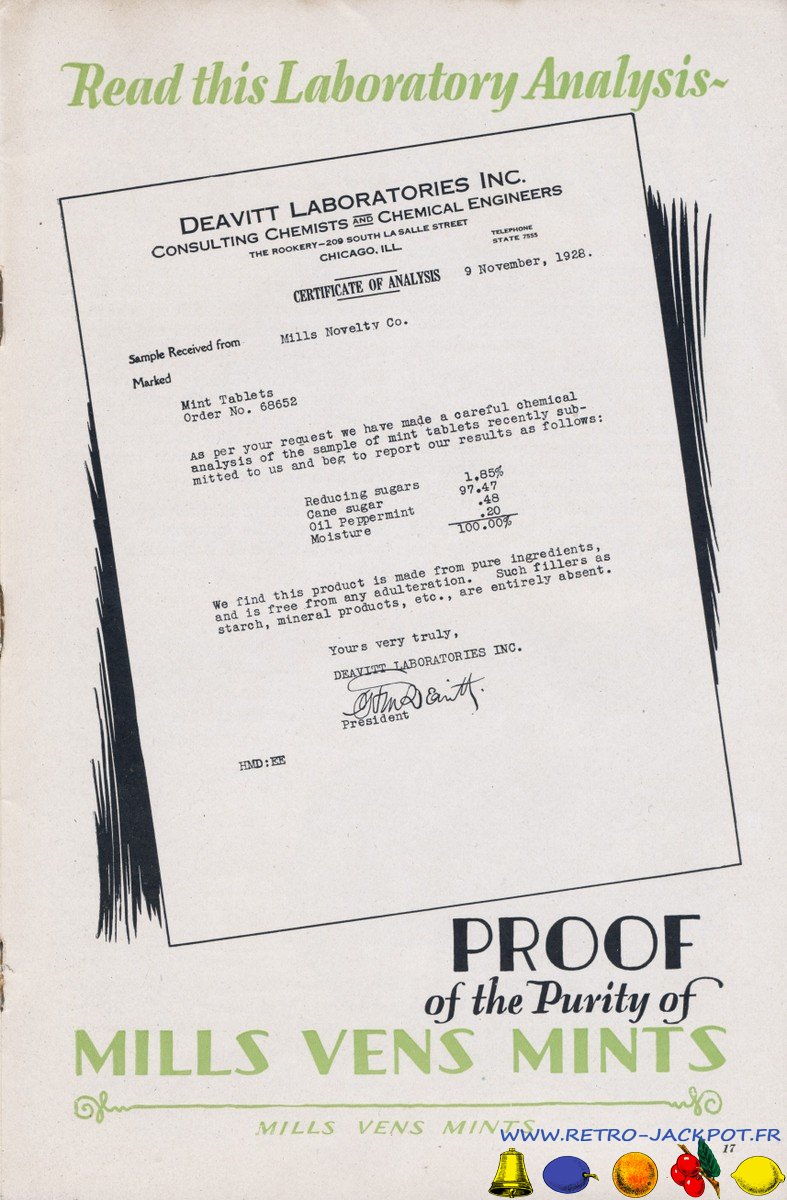 Read this Laboratory Analysis~
DEAVITT LABORATORIES INC.
CONSULTING CHEMISTS AND CHEMICAL ENGINEERS
THE ROOKERY—209 SOUTH LA SALLE STREET
TELEPHONE
STATE 7555
CHICAGO, ILL.
CERTIFICATE OF ANALYSIS
9 November, 1928.
Sample Received from Mills Novelty Co.
Marked
Mint Tablets
Order No. 68652
As per your request we have made a careful chemical
analysis of the sample of mint tablets recently sub-
mitted to us and beg to report our results as follows:
Reducing sugars 1.85%
Cane sugar 97.47
Oil Peppermint .48
Moisture .20
100.00%
We find this product is made from pure ingredients,
and is free from any adulteration. Such fillers as
starch, mineral products, etc., are entirely absent.
Yours very truly,
DEAVITT LABORATORIES INC.
President
HMD:EE
PROOF
of the Purity of
MILLS VENS MINTS
MILLS VENS MINTS
WWW.RETRO-JACKPOT.FR
17